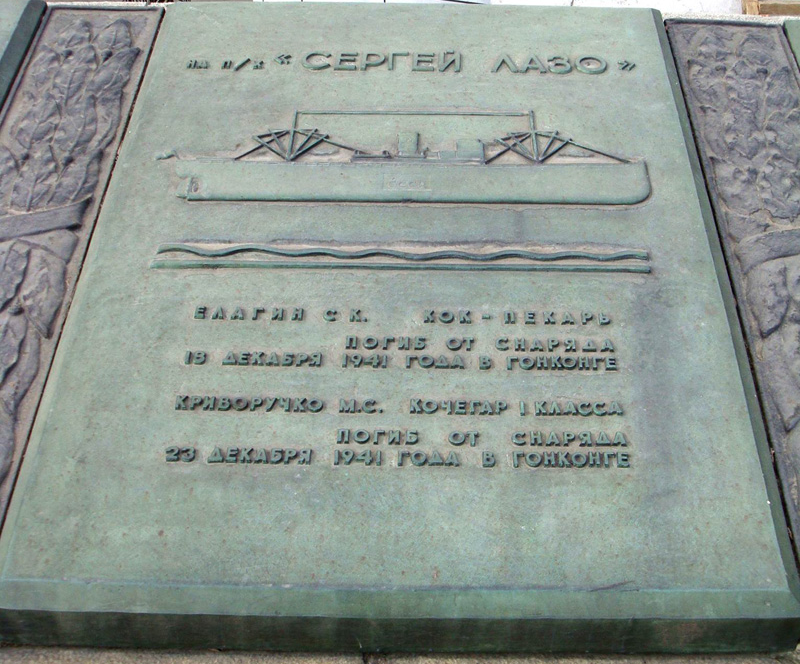 НА П/Х "СЕРГЕЙ ЛАЗО"
ЕЛАГИН С К. КОК - ПЕКАРЬ
ПОГИБ ОТ СНАРЯДА
18 ДЕКАБРЯ 1941 ГОДА В ГОНКОНГЕ
КРИВОРУЧКО М.С. КОЧЕГАР I КЛАССА
ПОГИБ ОТ СНАРЯДА
23 ДЕКАБРЯ 1941 ГОДА В ГОНКОНГЕ